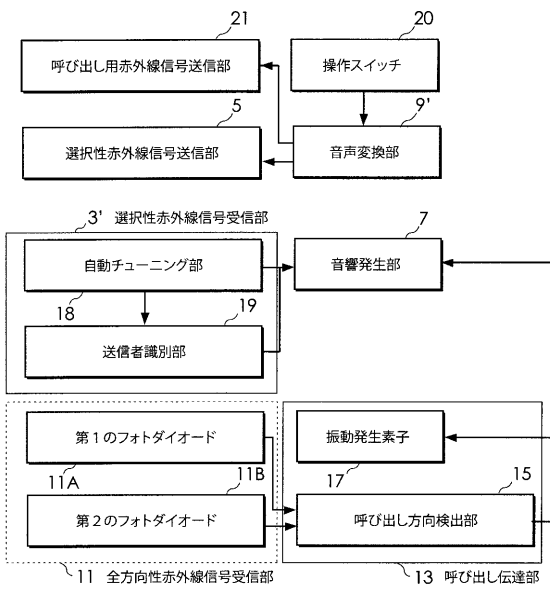 21
呼び出し用赤外線信号送信部
20
操作スイッチ
5
選択性赤外線信号送信部
9'
音声変換部
3' 選択性赤外線信号受信部
自動チューニング部
18
7
音響発生部
19
送信者識別部
第1のフォトダイオード
11A
振動発生素子
17
11B
第2のフォトダイオード
15
呼び出し方向検出部
11 全方向性赤外線信号受信部
13 呼び出し伝達部